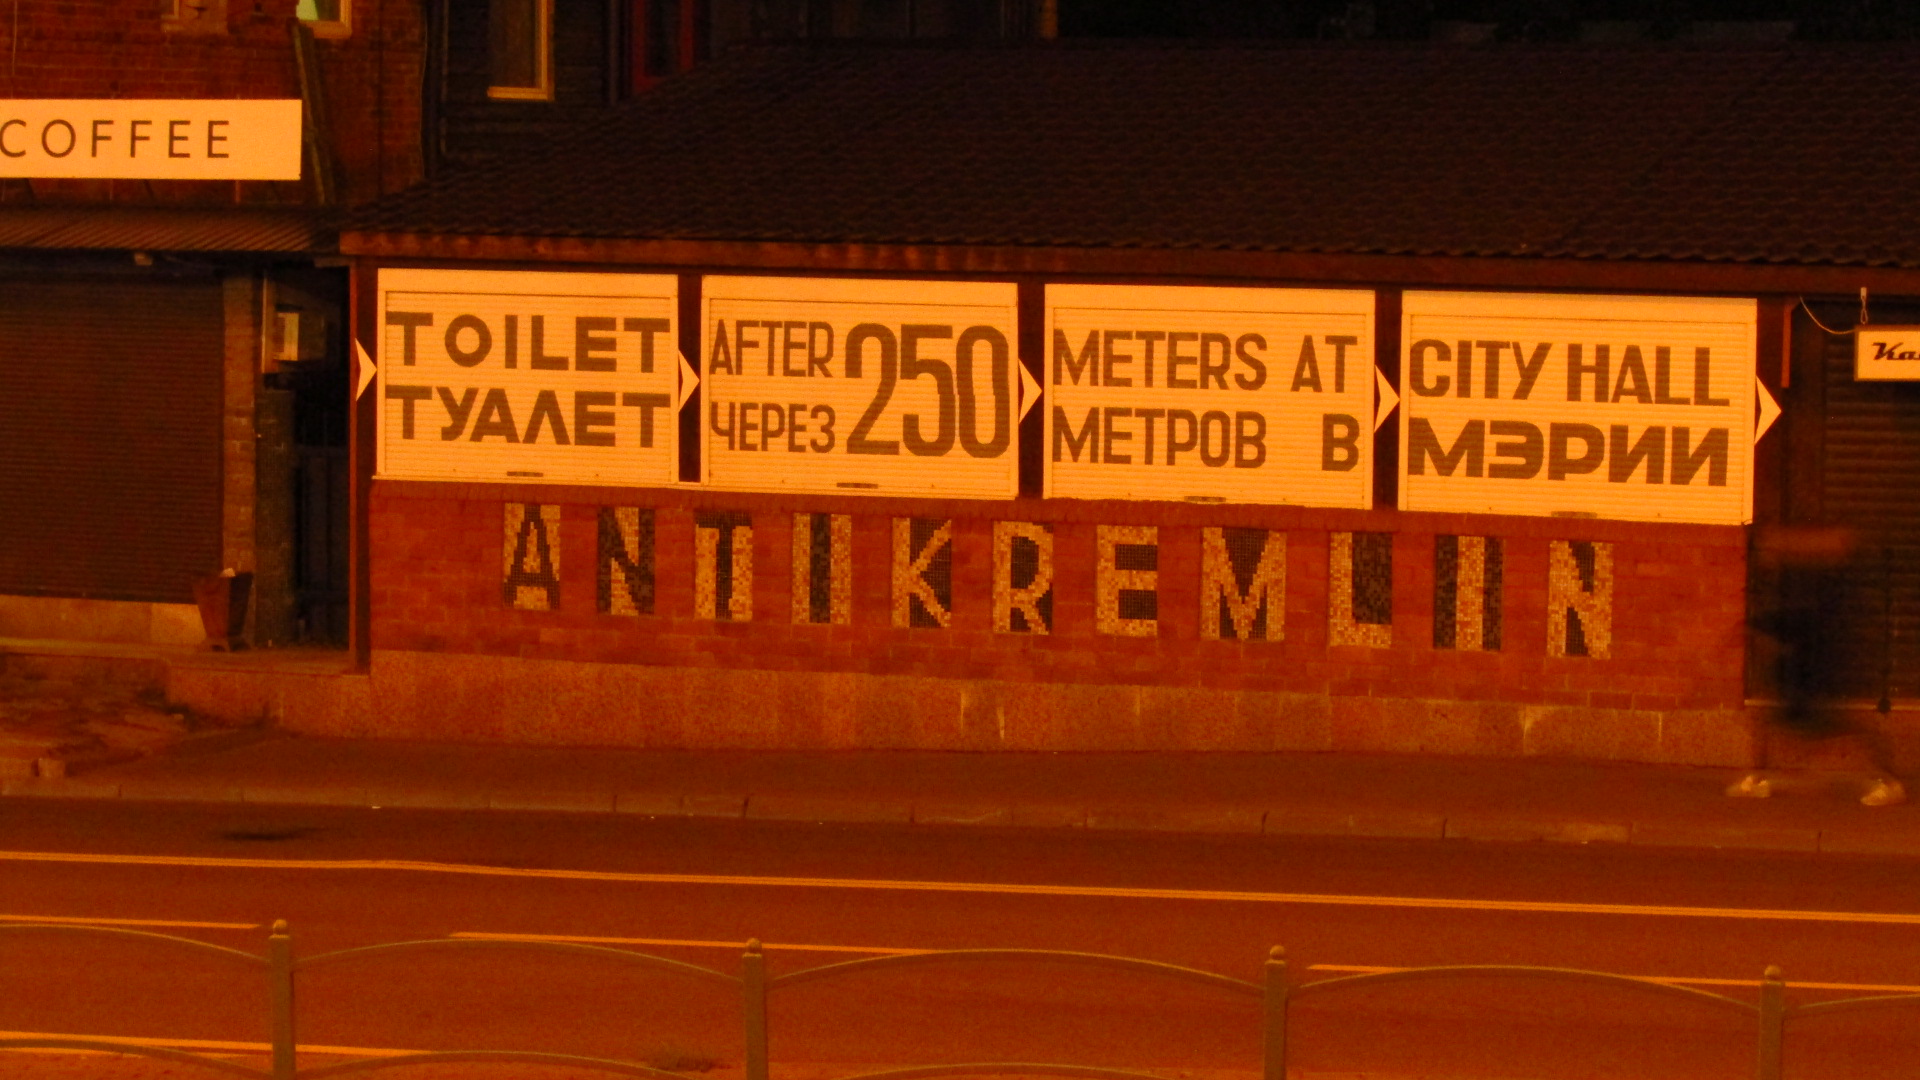 COFFEE
TOILET
ТУАЛЕТ
AFTER 250
ЧЕРЕЗ
METERS AT
МЕТРОВ В
CITY HALL
МЭРИИ
ANTIKREMLIN